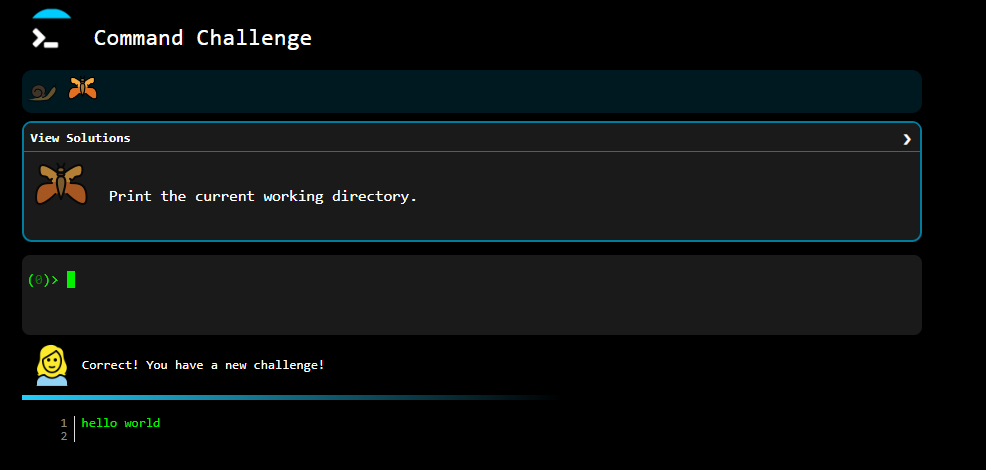 Command Challenge
View Solutions
Print the current working directory.
(0)>
Correct! You have a new challenge!
1 hello world
2